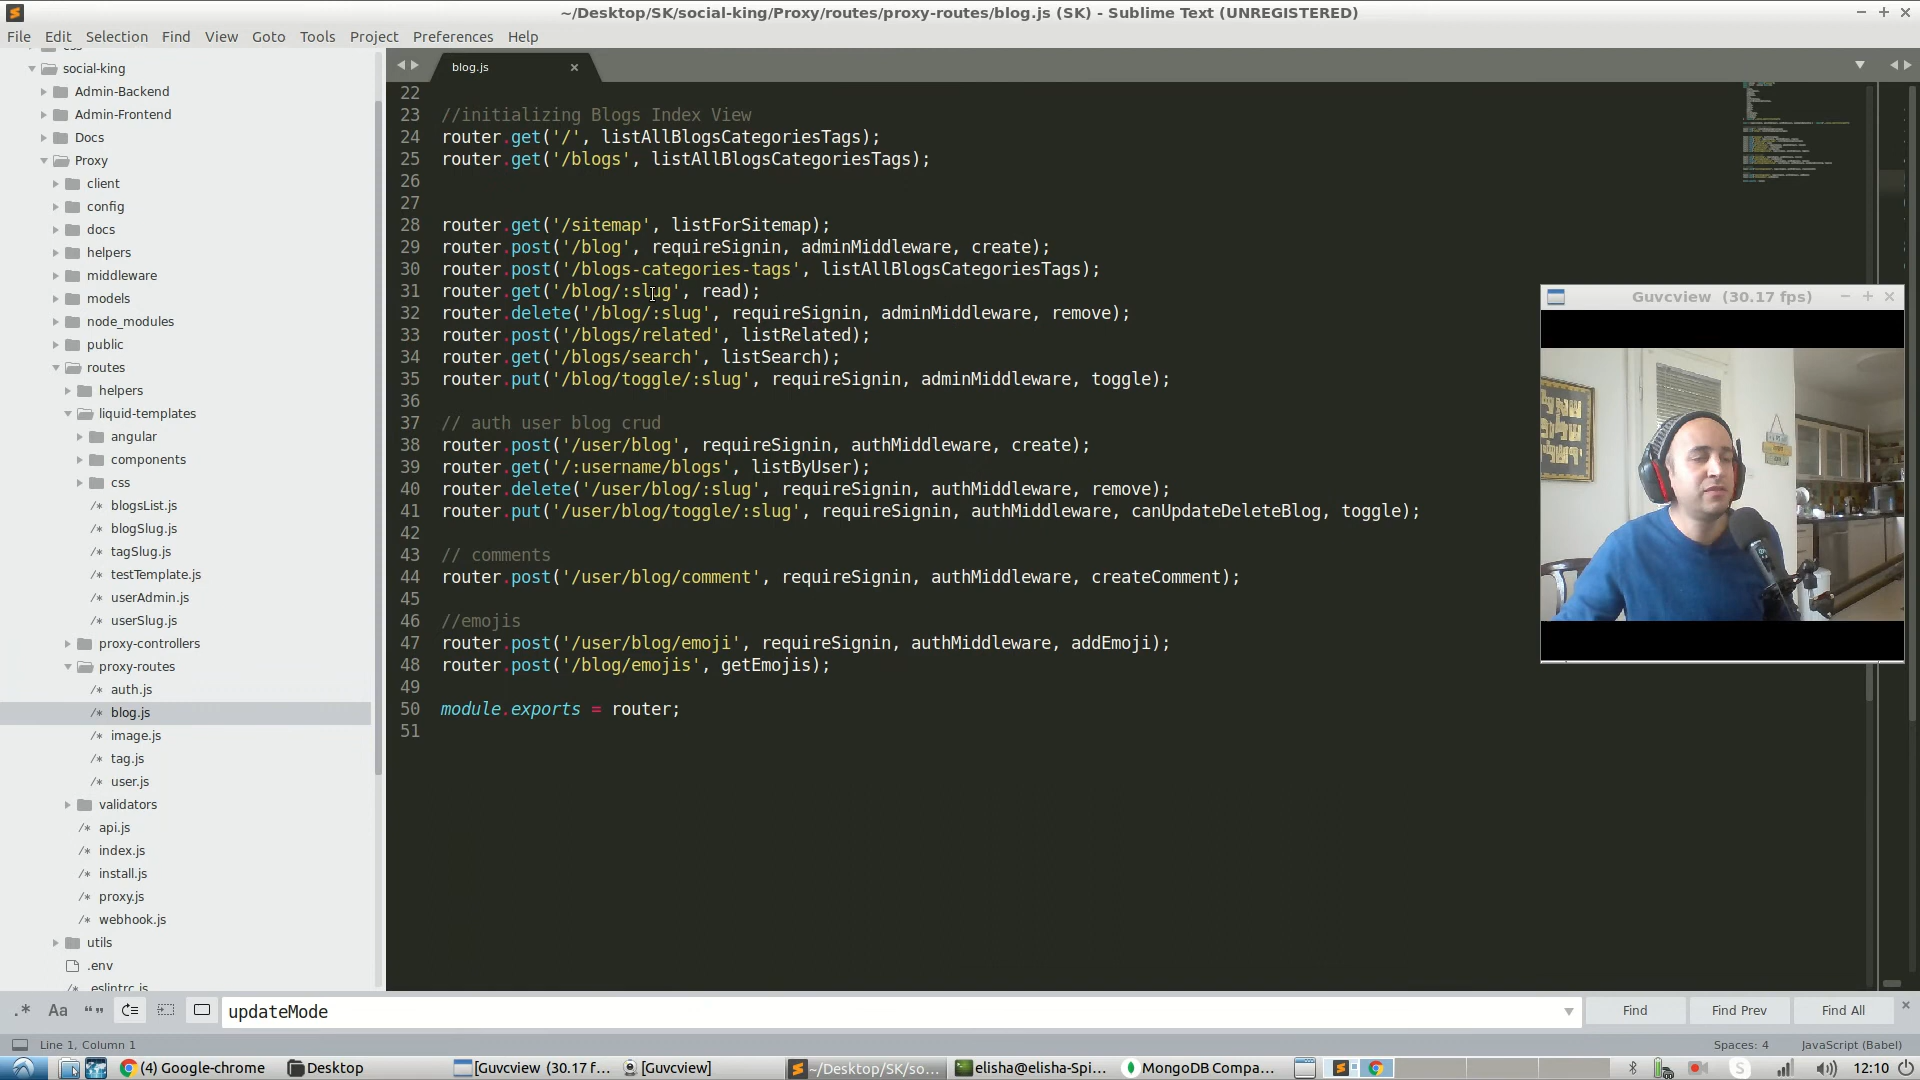 ~/Desktop/SK/social-king/Proxy/routes/proxy-routes/blog.js (SK) - Sublime Text (UNREGISTERED)
File Edit Selection Find View Goto Tools Project Preferences Help
social-king
Admin-Backend
Admin-Frontend
Docs
Proxy
client
config
docs
helpers
middleware
models
node_modules
public
routes
helpers
liquid-templates
angular
components
css
/* blogsList.js
/* blogSlug.js
/* tagSlug.js
/* testTemplate.js
/* userAdmin.js
/* userSlug.js
proxy-controllers
proxy-routes
/* auth.js
/* blog.js
/* image.js
/* tag.js
/* user.js
validators
/* api.js
/* index.js
/* install.js
/* proxy.js
/* webhook.js
utils
.env
.eslintrc.js
blog.js
22
23 //initializing Blogs Index View
24 router.get('/', listAllBlogsCategoriesTags);
25 router.get('/blogs', listAllBlogsCategoriesTags);
26
27
28 router.get('/sitemap', listForSitemap);
29 router.post('/blog', requireSignin, adminMiddleware, create);
30 router.post('/blogs-categories-tags', listAllBlogsCategoriesTags);
31 router.get('/blog/:slug', read);
32 router.delete('/blog/:slug', requireSignin, adminMiddleware, remove);
33 router.post('/blogs/related', listRelated);
34 router.get('/blogs/search', listSearch);
35 router.put('/blog/toggle/:slug', requireSignin, adminMiddleware, toggle);
36
37 // auth user blog crud
38 router.post('/user/blog', requireSignin, authMiddleware, create);
39 router.get('/:username/blogs', listByUser);
40 router.delete('/user/blog/:slug', requireSignin, authMiddleware, remove);
41 router.put('/user/blog/toggle/:slug', requireSignin, authMiddleware, canUpdateDeleteBlog, toggle);
42
43 // comments
44 router.post('/user/blog/comment', requireSignin, authMiddleware, createComment);
45
46 //emojis
47 router.post('/user/blog/emoji', requireSignin, authMiddleware, addEmoji);
48 router.post('/blog/emojis', getEmojis);
49
50 module.exports = router;
51
Guvcview (30.17 fps)
.* Aa “” updateMode Find Find Prev Find All
Line 1, Column 1 Spaces: 4 JavaScript (Babel)
(4) Google-chrome Desktop [Guvcview (30.17 f... [Guvcview] ~/Desktop/SK/so... elisha@elisha-Spi... MongoDB Compa... 12:10